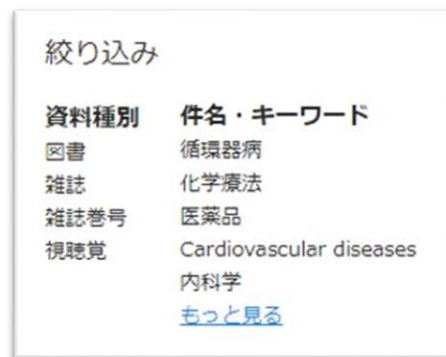 絞り込み
資料種別 件名・キーワード
図書 循環器病
雑誌 化学療法
雑誌巻号 医薬品
視聴覚 Cardiovascular diseases
内科学
もっと見る